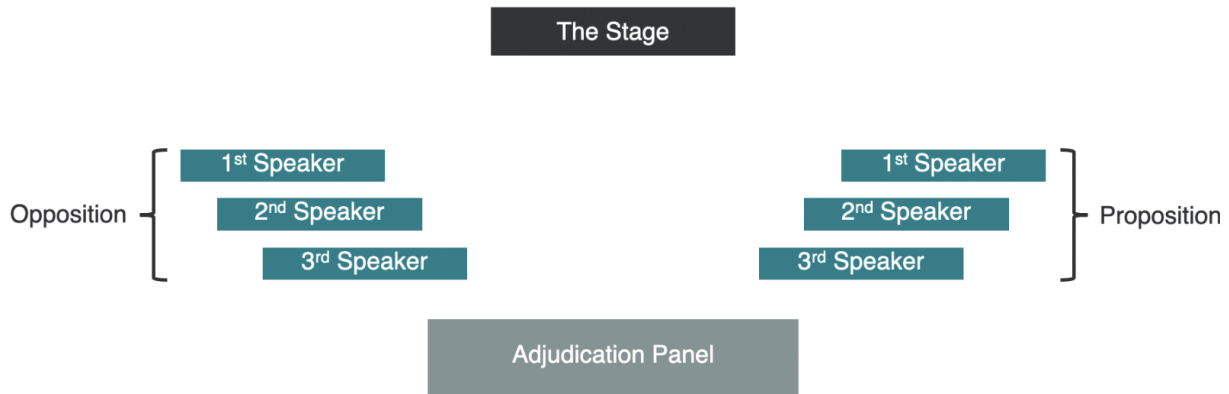 The Stage
1st Speaker
1st Speaker
2nd Speaker
2nd Speaker
Opposition
Proposition
3rd Speaker
3rd Speaker
Adjudication Panel